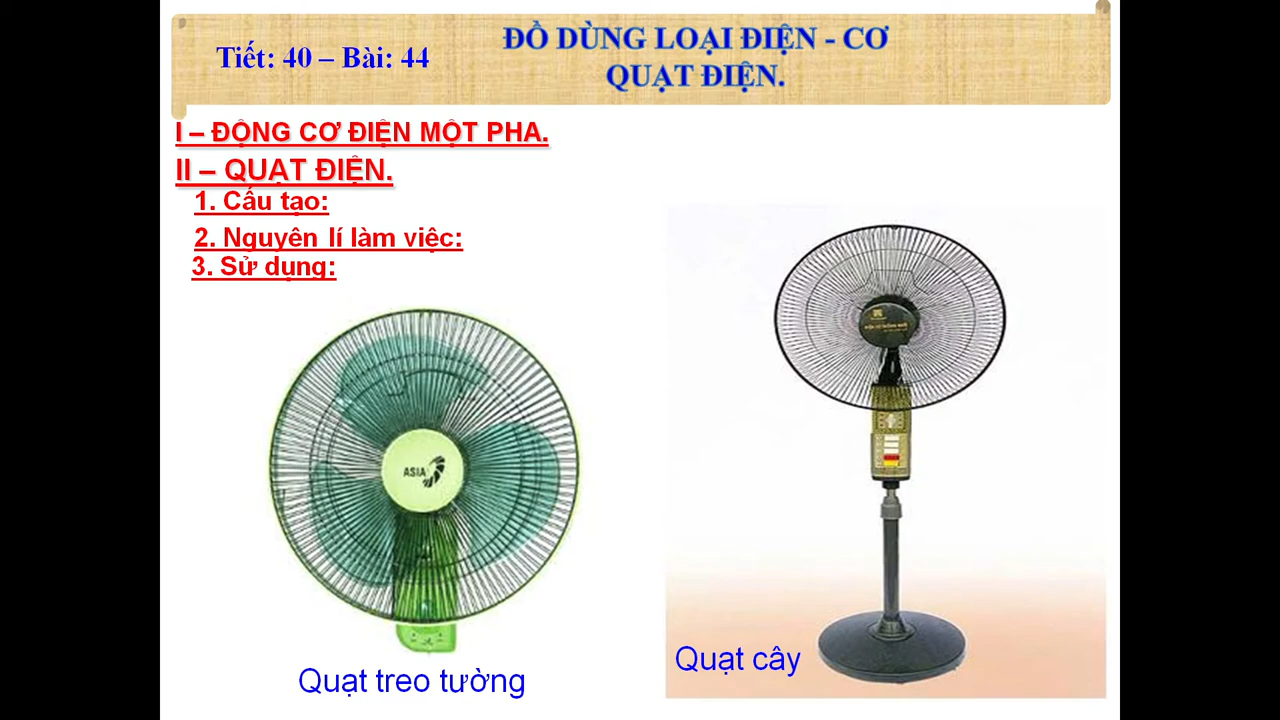 Tiết: 40 – Bài: 44
ĐỒ DÙNG LOẠI ĐIỆN - CƠ
QUẠT ĐIỆN.
I – ĐỘNG CƠ ĐIỆN MỘT PHA.
II – QUẠT ĐIỆN.
1. Cấu tạo:
2. Nguyên lí làm việc:
3. Sử dụng:
ASIA
Quạt treo tường
Quạt cây